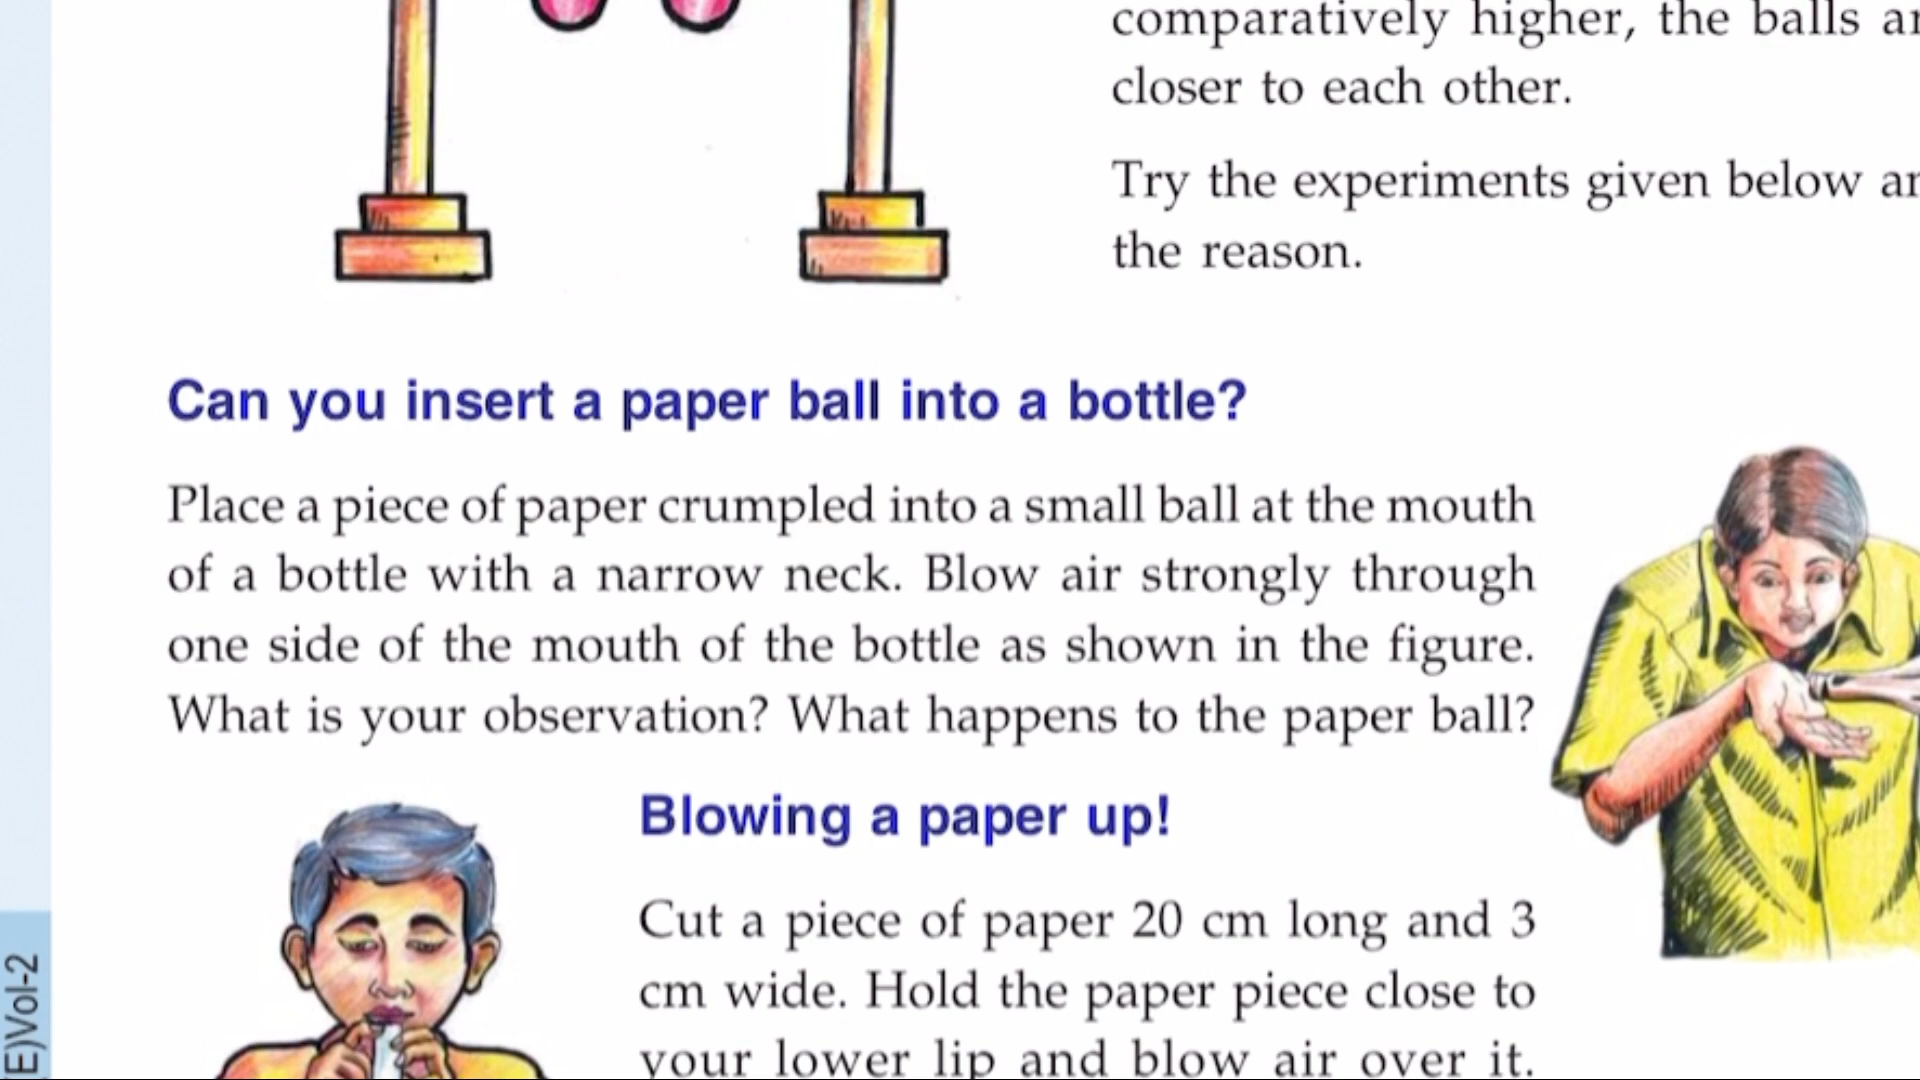 comparatively higher, the balls
closer to each other.
Try the experiments given below
the reason.
Can you insert a paper ball into a bottle?
Place a piece of paper crumpled into a small ball at the mouth
of a bottle with a narrow neck. Blow air strongly through
one side of the mouth of the bottle as shown in the figure.
What is your observation? What happens to the paper ball?
Blowing a paper up!
Cut a piece of paper 20 cm long and 3
cm wide. Hold the paper piece close to
your lower lip and blow air over it.
E)Vol-2